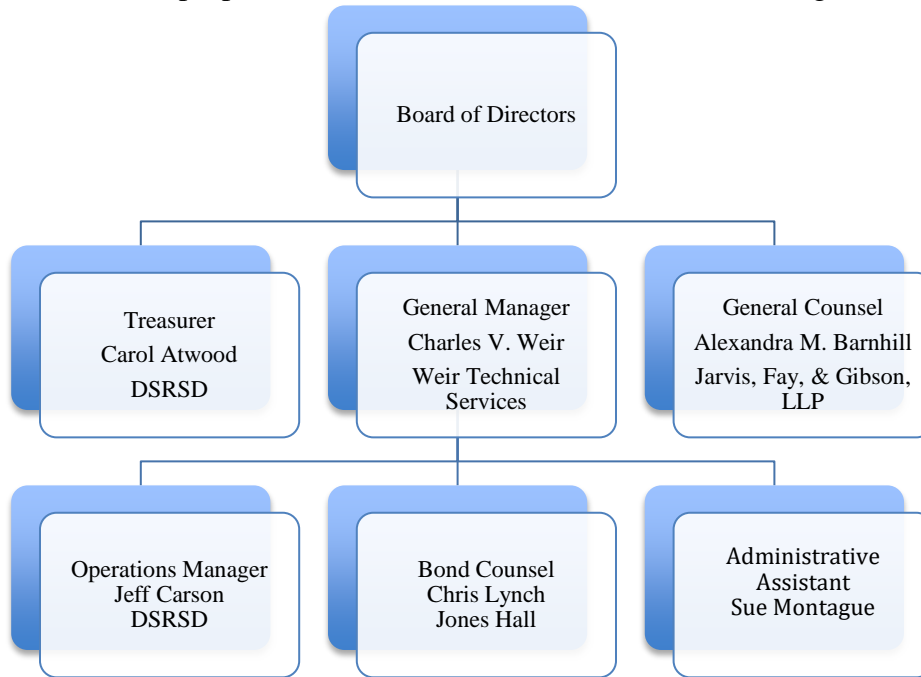 Board of Directors
Treasurer
Carol Atwood
DSRSD
General Manager
Charles V. Weir
Weir Technical
Services
General Counsel
Alexandra M. Barnhill
Jarvis, Fay, & Gibson,
LLP
Operations Manager
Jeff Carson
DSRSD
Bond Counsel
Chris Lynch
Jones Hall
Administrative
Assistant
Sue Montague